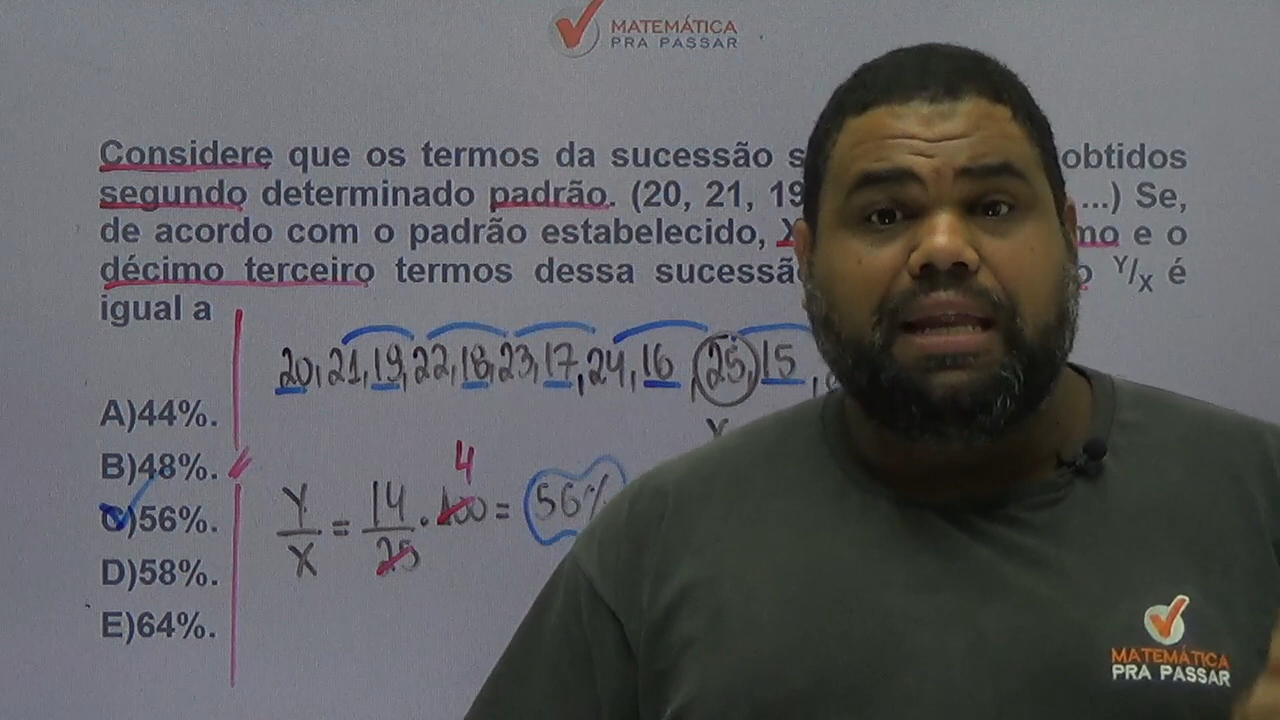 MATEMÁTICA
PRA PASSAR
Considere que os termos da sucessão s obtidos
segundo determinado padrão. (20, 21, 19 ...) Se,
de acordo com o padrão estabelecido, X mo e o
décimo terceiro termos dessa sucessã Y/X é
igual a
20, 21, 19, 22, 18, 23, 17, 24, 16, 25, 15,
A)44%.
B)48%.
C)56%.
D)58%.
E)64%.
4
Y/X = 14/25 . 100 = 56%
MATEMÁTICA
PRA PASSAR